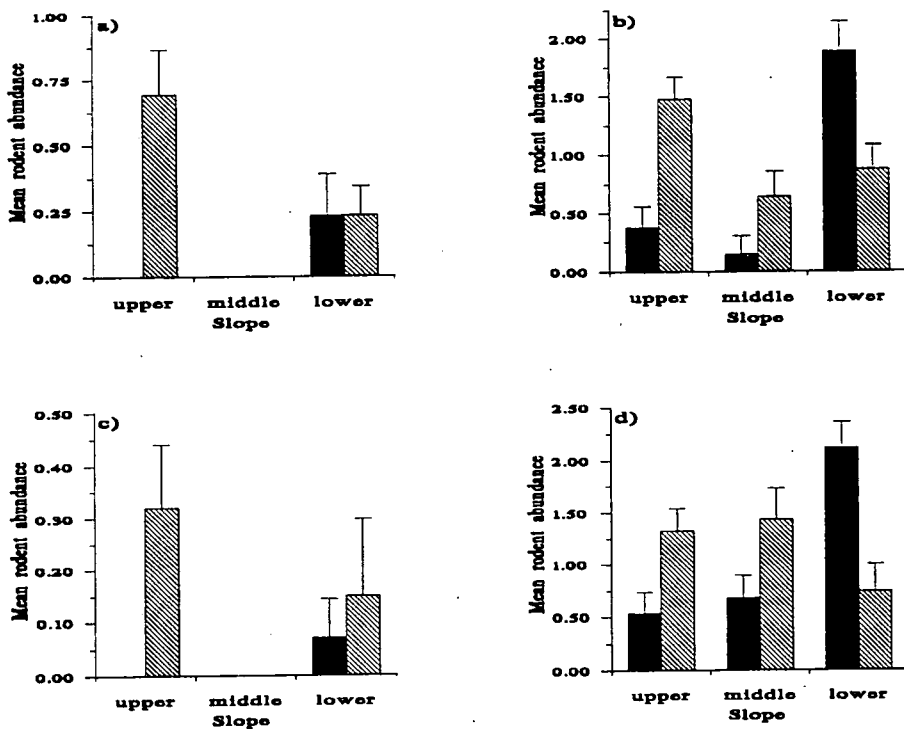 a)
Mean rodent abundance
1.00
0.75
0.50
0.25
0.00
upper middle lower
Slope
b)
Mean rodent abundance
2.00
1.50
1.00
0.50
0.00
upper middle lower
Slope
c)
Mean rodent abundance
0.50
0.40
0.30
0.20
0.10
0.00
upper middle lower
Slope
d)
Mean rodent abundance
2.50
2.00
1.50
1.00
0.50
0.00
upper middle lower
Slope